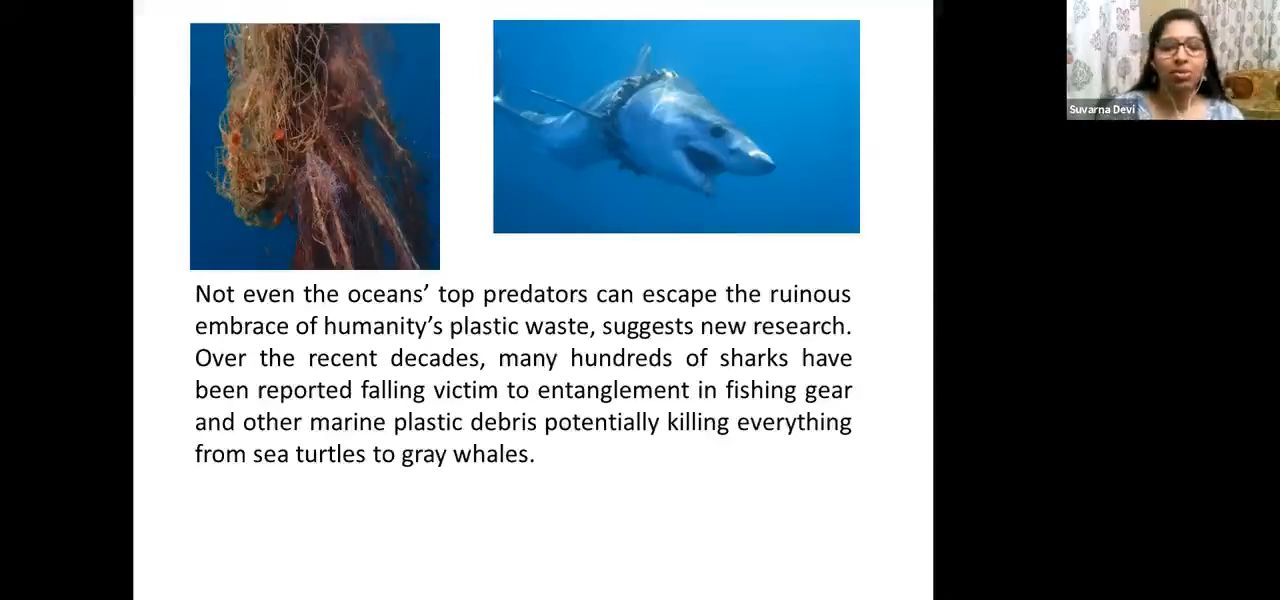 Suvarna Devi
Not even the oceans’ top predators can escape the ruinous
embrace of humanity’s plastic waste, suggests new research.
Over the recent decades, many hundreds of sharks have
been reported falling victim to entanglement in fishing gear
and other marine plastic debris potentially killing everything
from sea turtles to gray whales.